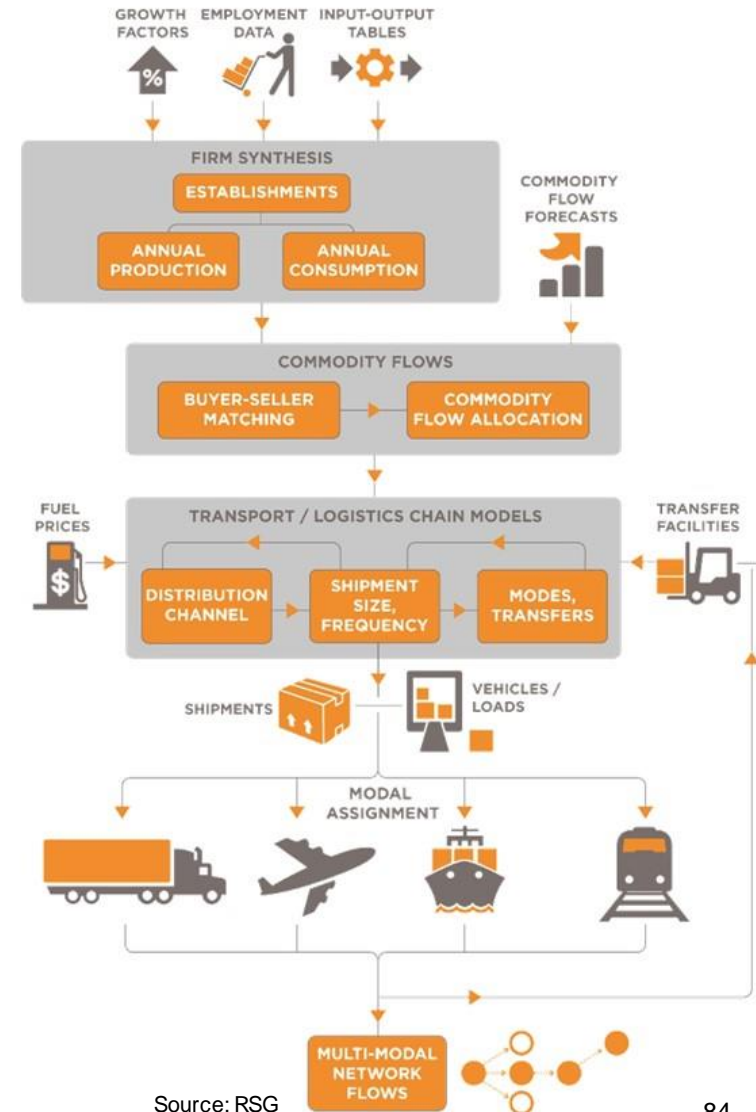 GROWTH
FACTORS
EMPLOYMENT
DATA
INPUT-OUTPUT
TABLES
%
FIRM SYNTHESIS
ESTABLISHMENTS
ANNUAL
PRODUCTION
ANNUAL
CONSUMPTION
COMMODITY
FLOW
FORECASTS
COMMODITY FLOWS
BUYER-SELLER
MATCHING
COMMODITY
FLOW ALLOCATION
FUEL
PRICES
$
TRANSPORT / LOGISTICS CHAIN MODELS
DISTRIBUTION
CHANNEL
SHIPMENT
SIZE,
FREQUENCY
MODES,
TRANSFERS
TRANSFER
FACILITIES
SHIPMENTS
VEHICLES /
LOADS
MODAL
ASSIGNMENT
MULTI-MODAL
NETWORK
FLOWS
Source: RSG
84